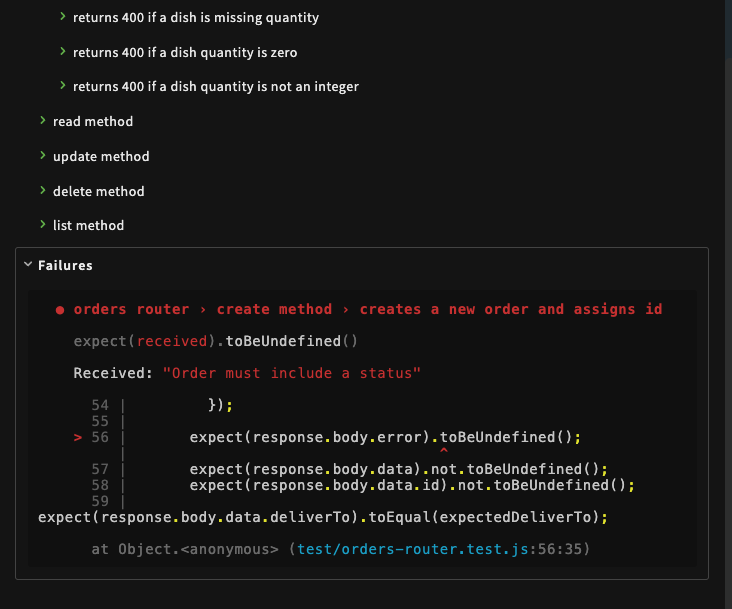 returns 400 if a dish is missing quantity
returns 400 if a dish quantity is zero
returns 400 if a dish quantity is not an integer
read method
update method
delete method
list method
Failures
● orders router › create method › creates a new order and assigns id
expect(received).toBeUndefined()
Received: "Order must include a status"
54 |         });
55 |
> 56 |       expect(response.body.error).toBeUndefined();
|                                   ^
57 |       expect(response.body.data).not.toBeUndefined();
58 |       expect(response.body.data.id).not.toBeUndefined();
59 |
expect(response.body.data.deliverTo).toEqual(expectedDeliverTo);
at Object.<anonymous> (test/orders-router.test.js:56:35)